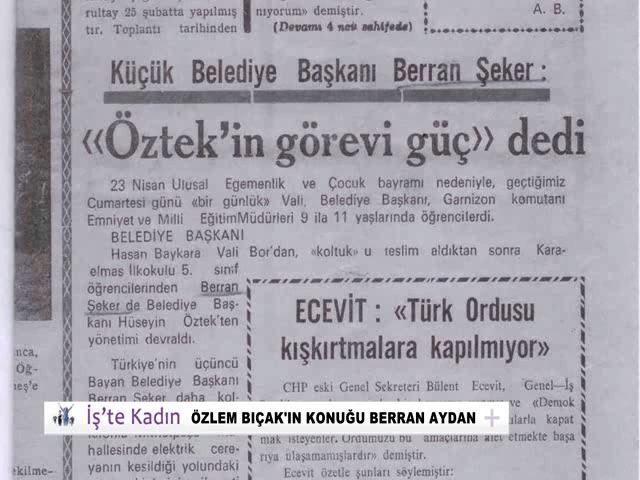 rultay 25 şubatta yapılmış
tır. Toplantı tarihinden
nıyorum» demiştir.
(Devamı 4 ncü sahifede)
A. B.
Küçük Belediye Başkanı Berran Şeker :
«Öztek'in görevi güç» dedi
23 Nisan Ulusal Egemenlik ve Çocuk bayramı nedeniyle, geçtiğimiz
Cumartesi günü «bir günlük» Vali, Belediye Başkanı, Garnizon komutanı
Emniyet ve Milli EğitimMüdürleri 9 ila 11 yaşlarında öğrencilerdi.
BELEDİYE BAŞKANI
Hasan Baykara Vali Bor'dan, «koltuk» u teslim aldıktan sonra Kara-
elmas İlkokulu 5. sınıf
öğrencilerinden Berran
Şeker de Belediye Baş-
kanı Hüseyin Öztek'ten
yönetimi devraldı.
Türkiye'nin üçüncü
Bayan Belediye Başkanı
Berran Şeker daha kol-
hallesinde elektrik cere-
yanın kesildiği yolundaki
ECEVİT : «Türk Ordusu
kışkırtmalara kapılmıyor»
CHP eski Genel Sekreteri Bülent Ecevit, Genel—İş
ve «Demok
ularla kapat
mak isteyenler. Ordumuzu bu amaçlarına alet etmekte başa
rıya ulaşamamışlardır» demiştir.
Ecevit özetle şunları söylemiştir:
İş'te Kadın ÖZLEM BIÇAK'IN KONUĞU BERRAN AYDAN